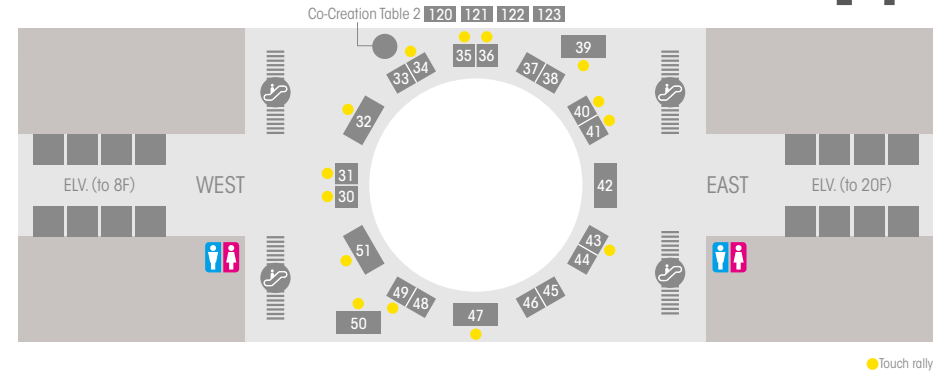 Co-Creation Table 2 120 121 122 123
35 36 39
33 34 37 38
32 40 41
31
30
ELV. (to 8F) WEST 42 EAST ELV. (to 20F)
51 43 44
49 48 46 45
50 47
Touch rally